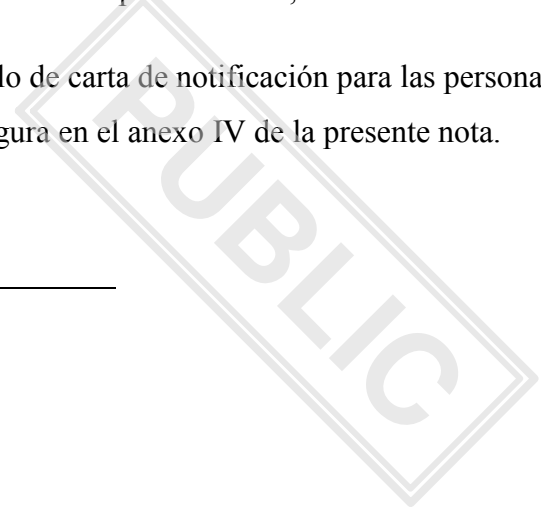 lo de carta de notificación para las persona
gura en el anexo IV de la presente nota.
PUBLIC